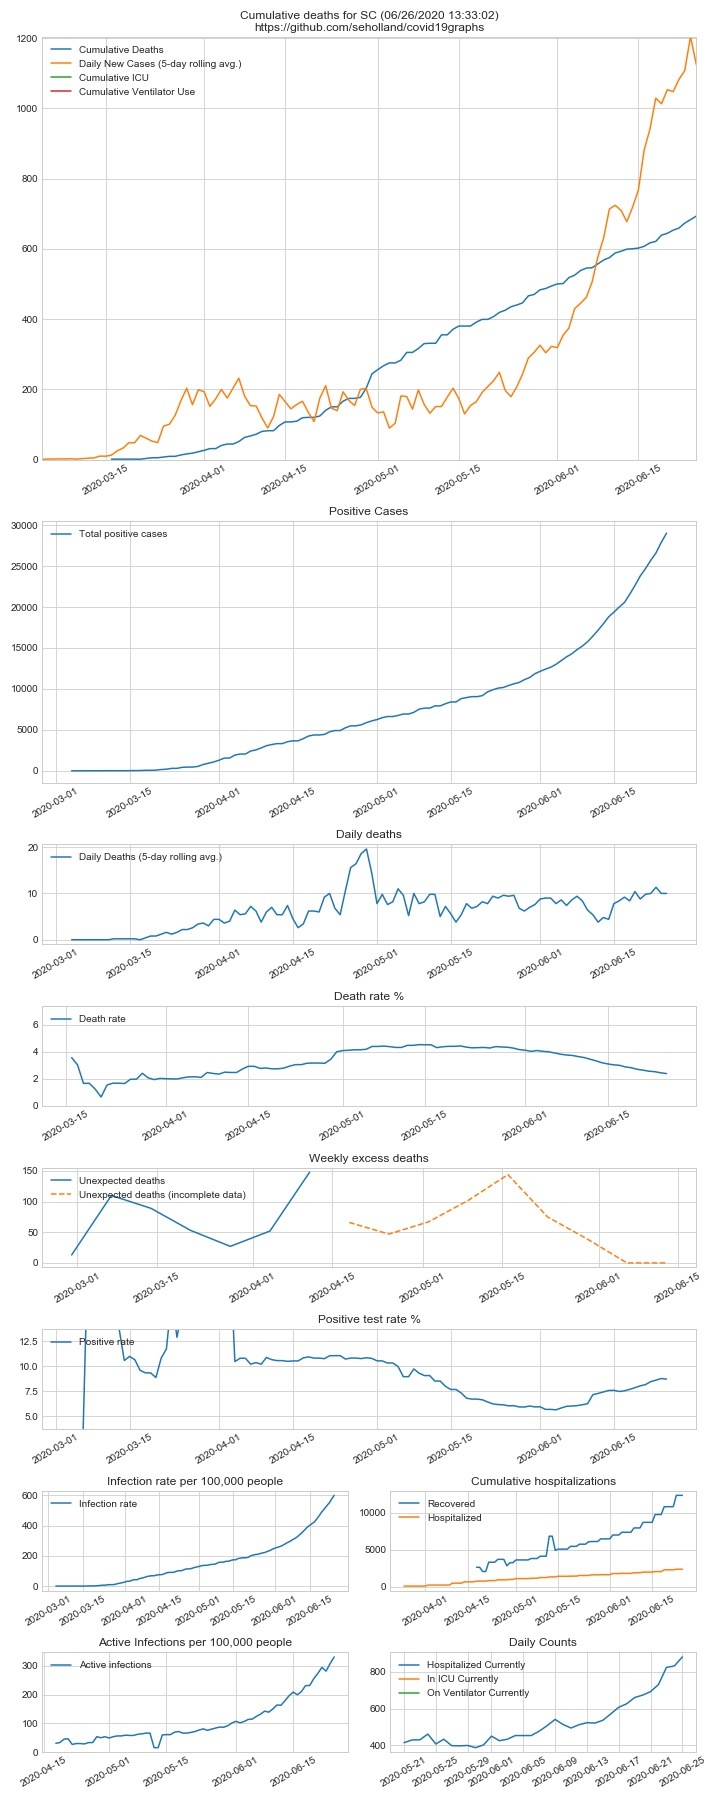 Cumulative deaths for SC (06/26/2020 13:33:02)
https://github.com/seholland/covid19graphs
Cumulative Deaths
Daily New Cases (5-day rolling avg.)
Cumulative ICU
Cumulative Ventilator Use
1200
1000
800
600
400
200
0
2020-03-15 2020-04-01 2020-04-15 2020-05-01 2020-05-15 2020-06-01 2020-06-15
Positive Cases
Total positive cases
30000
25000
20000
15000
10000
5000
0
2020-03-01 2020-03-15 2020-04-01 2020-04-15 2020-05-01 2020-05-15 2020-06-01 2020-06-15
Daily deaths
Daily Deaths (5-day rolling avg.)
20
10
0
2020-03-01 2020-03-15 2020-04-01 2020-04-15 2020-05-01 2020-05-15 2020-06-01 2020-06-15
Death rate %
Death rate
6
4
2
0
2020-03-15 2020-04-01 2020-04-15 2020-05-01 2020-05-15 2020-06-01 2020-06-15
Weekly excess deaths
Unexpected deaths
Unexpected deaths (incomplete data)
150
100
50
0
2020-03-01 2020-03-15 2020-04-01 2020-04-15 2020-05-01 2020-05-15 2020-06-01 2020-06-15
Positive test rate %
Positive rate
12.5
10.0
7.5
5.0
2020-03-01 2020-03-15 2020-04-01 2020-04-15 2020-05-01 2020-05-15 2020-06-01 2020-06-15
Infection rate per 100,000 people
Infection rate
600
400
200
0
2020-03-01 2020-03-15 2020-04-01 2020-04-15 2020-05-01 2020-05-15 2020-06-01 2020-06-15
Cumulative hospitalizations
Recovered
Hospitalized
10000
5000
0
2020-04-01 2020-04-15 2020-05-01 2020-05-15 2020-06-01 2020-06-15
Active Infections per 100,000 people
Active infections
300
200
100
0
2020-04-15 2020-05-01 2020-05-15 2020-06-01 2020-06-15
Daily Counts
Hospitalized Currently
In ICU Currently
On Ventilator Currently
800
600
400
2020-05-21 2020-05-25 2020-05-29 2020-06-01 2020-06-05 2020-06-09 2020-06-13 2020-06-17 2020-06-21 2020-06-25